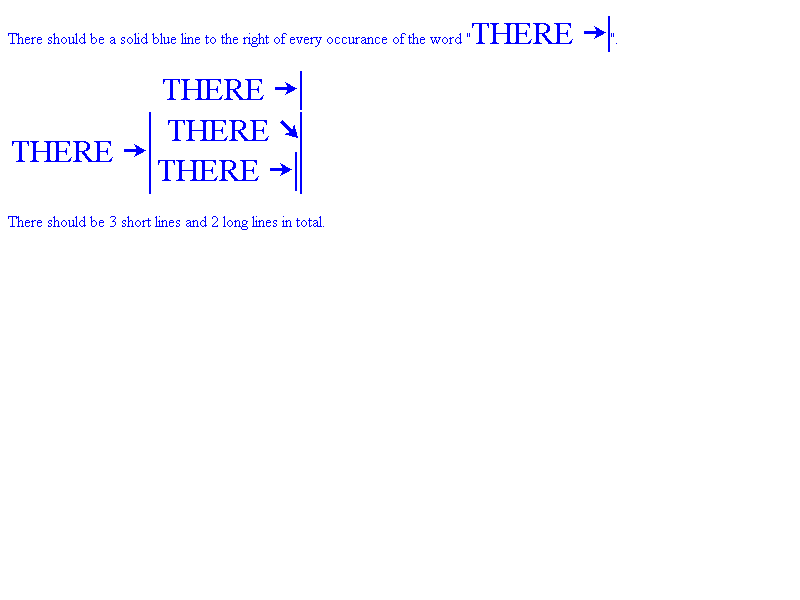 There should be a solid blue line to the right of every occurance of the word "THERE →".
THERE →
THERE ↘
THERE →
THERE →
There should be 3 short lines and 2 long lines in total.